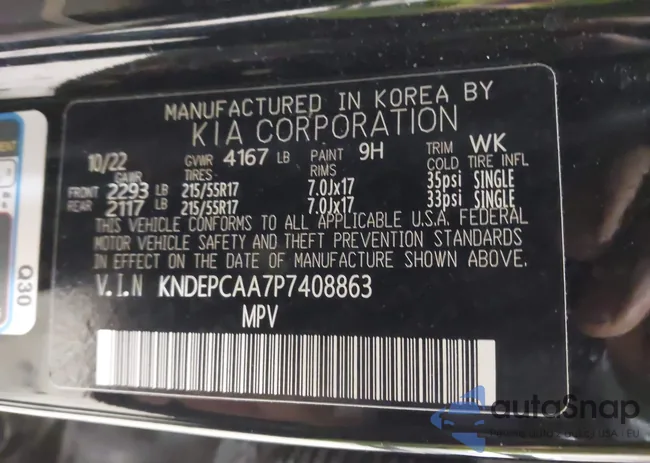 MANUFACTURED IN KOREA BY
KIA CORPORATION
10/22 GVWR 4167 LB PAINT 9H TRIM WK
GAWR TIRES RIMS COLD TIRE INFL
FRONT 2293 LB 215/55R17 7.0Jx17 35psi SINGLE
REAR 2117 LB 215/55R17 7.0Jx17 33psi SINGLE
THIS VEHICLE CONFORMS TO ALL APPLICABLE U.S.A. FEDERAL
MOTOR VEHICLE SAFETY AND THEFT PREVENTION STANDARDS
IN EFFECT ON THE DATE OF MANUFACTURE SHOWN ABOVE.
V.I.N KNDEPCAA7P7408863
MPV
Q30
autoSnap